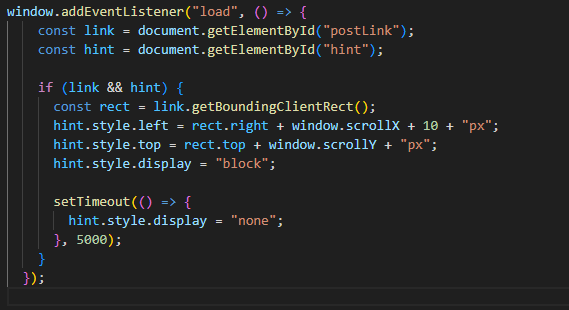 window.addEventListener("load", () => {
    const link = document.getElementById("postLink");
    const hint = document.getElementById("hint");

    if (link && hint) {
      const rect = link.getBoundingClientRect();
      hint.style.left = rect.right + window.scrollX + 10 + "px";
      hint.style.top = rect.top + window.scrollY + "px";
      hint.style.display = "block";

      setTimeout(() => {
        hint.style.display = "none";
      }, 5000);
    }
  });